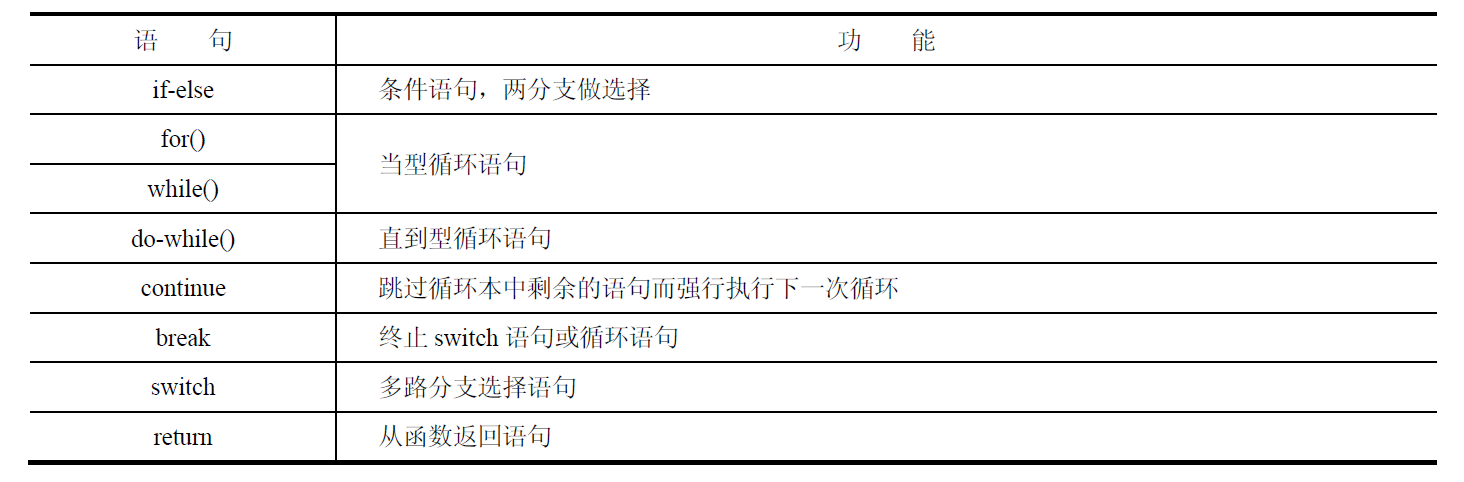 语 句 功 能
if-else 条件语句，两分支做选择
for()
当型循环语句
while()
do-while() 直到型循环语句
continue 跳过循环本中剩余的语句而强行执行下一次循环
break 终止 switch 语句或循环语句
switch 多路分支选择语句
return 从函数返回语句